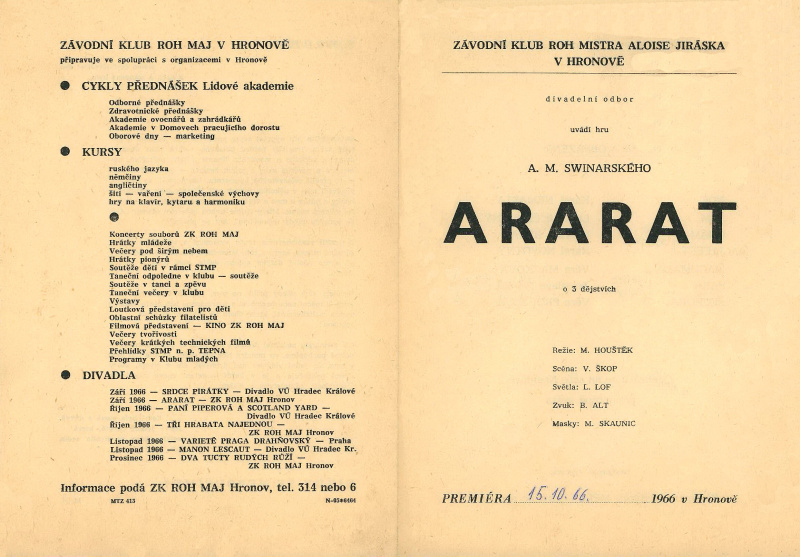 ZÁVODNÍ KLUB ROH MAJ V HRONOVĚ
připravuje ve spolupráci s organizacemi v Hronově
● CYKLY PŘEDNÁŠEK Lidové akademie
Odborné přednášky
Zdravotnické přednášky
Akademie ovocnářů a zahrádkářů
Akademie v Domovech pracujícího dorostu
Oborové dny — marketing
● KURSY
ruského jazyka
němčiny
angličtiny
šití — vaření — společenské výchovy
hry na klavír, kytaru a harmoniku
●
Koncerty souborů ZK ROH MAJ
Hrátky mládeže
Večery pod širým nebem
Hrátky pionýrů
Soutěže dětí v rámci STMP
Taneční odpoledne v klubu — soutěže
Soutěže v tanci a zpěvu
Taneční večery v klubu
Výstavy
Loutková představení pro děti
Oblastní schůzky filatelistů
Filmová představení — KINO ZK ROH MAJ
Večery tvořivosti
Večery krátkých technických filmů
Přehlídky STMP n. p. TEPNA
Programy v Klubu mladých
● DIVADLA
Září 1966 — SRDCE PIRÁTKY — Divadlo VÚ Hradec Králové
Září 1966 — ARARAT — ZK ROH MAJ Hronov
Říjen 1966 — PANÍ PIPEROVÁ A SCOTLAND YARD —
Divadlo VÚ Hradec Králové
Říjen 1966 — TŘI HRABATA NAJEDNOU —
ZK ROH MAJ Hronov
Listopad 1966 — VARIETÉ PRAGA DRAHŇOVSKÝ — Praha
Listopad 1966 — MANON LESCAUT — Divadlo VÚ Hradec Kr.
Prosinec 1966 — DVA TUCTY RUDÝCH RŮŽÍ —
ZK ROH MAJ Hronov
Informace podá ZK ROH MAJ Hronov, tel. 314 nebo 6
MTZ 413
ZÁVODNÍ KLUB ROH MISTRA ALOISE JIRÁSKA
V HRONOVĚ
divadelní odbor
uvádí hru
A. M. SWINARSKÉHO
ARARAT
o 3 dějstvích
Režie: M. HOUŠTĚK
Scéna: V. ŠKOP
Světla: L. LOF
Zvuk: B. ALT
Masky: M. SKAUNIC
PREMIÉRA 15.10.66. 1966 v Hronově